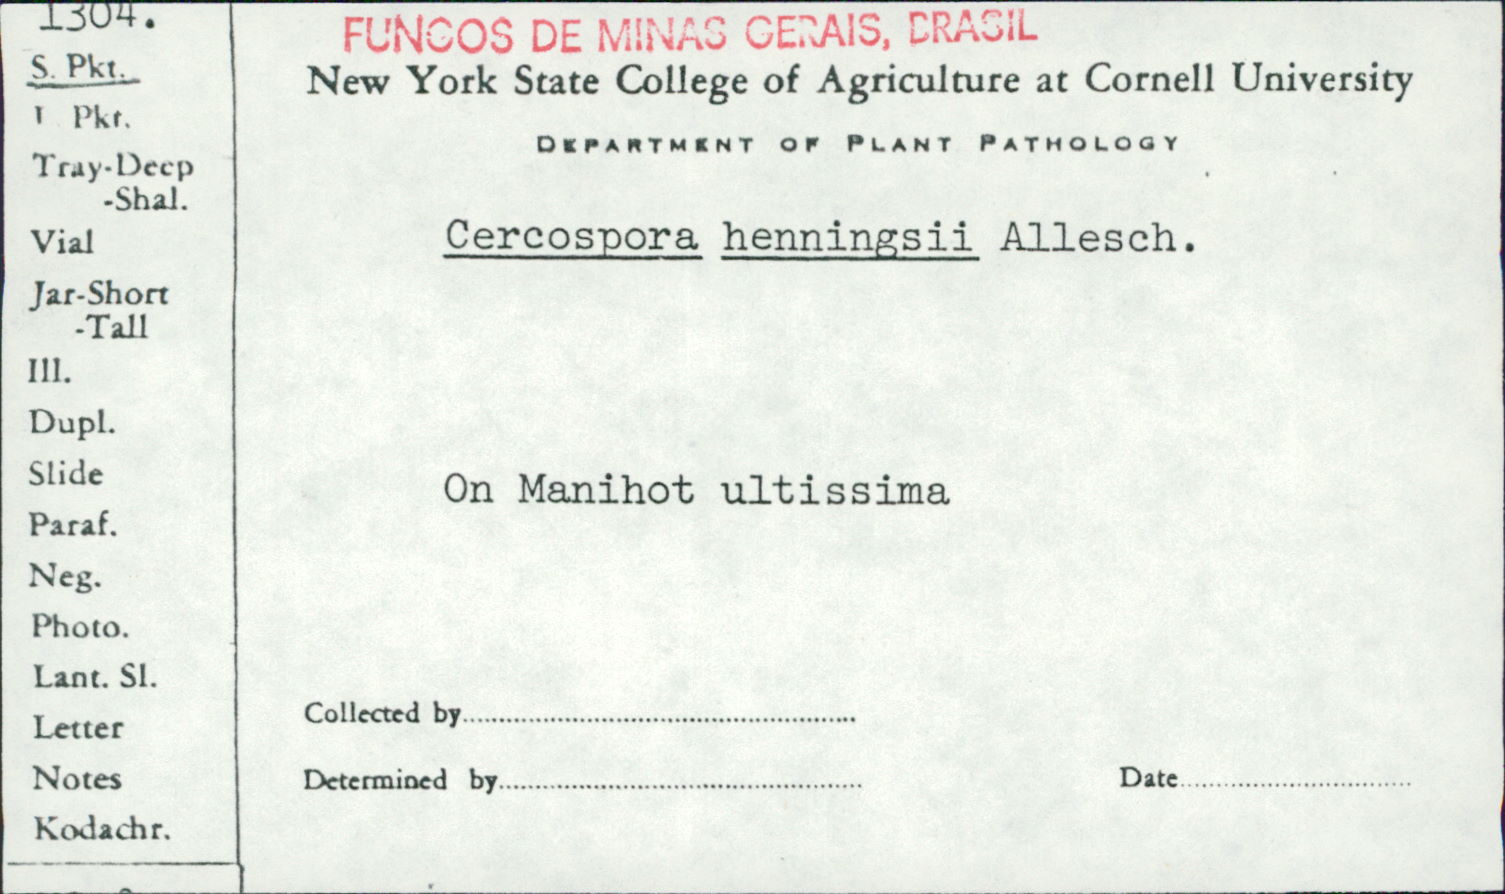 1304.
S. Pkt.
Pkt.
Tray-Deep
-Shal.
Vial
Jar-Short
-Tall
Ill.
Dupl.
Slide
Paraf.
Neg.
Photo.
Lant. Sl.
Letter
Notes
Kodachr.
FUNGOS DE MINAS GERAIS, BRASIL
New York State College of Agriculture at Cornell University
DEPARTMENT OF PLANT PATHOLOGY
Cercospora henningsii Allesch.
On Manihot ultissima
Collected by
Determined by
Date